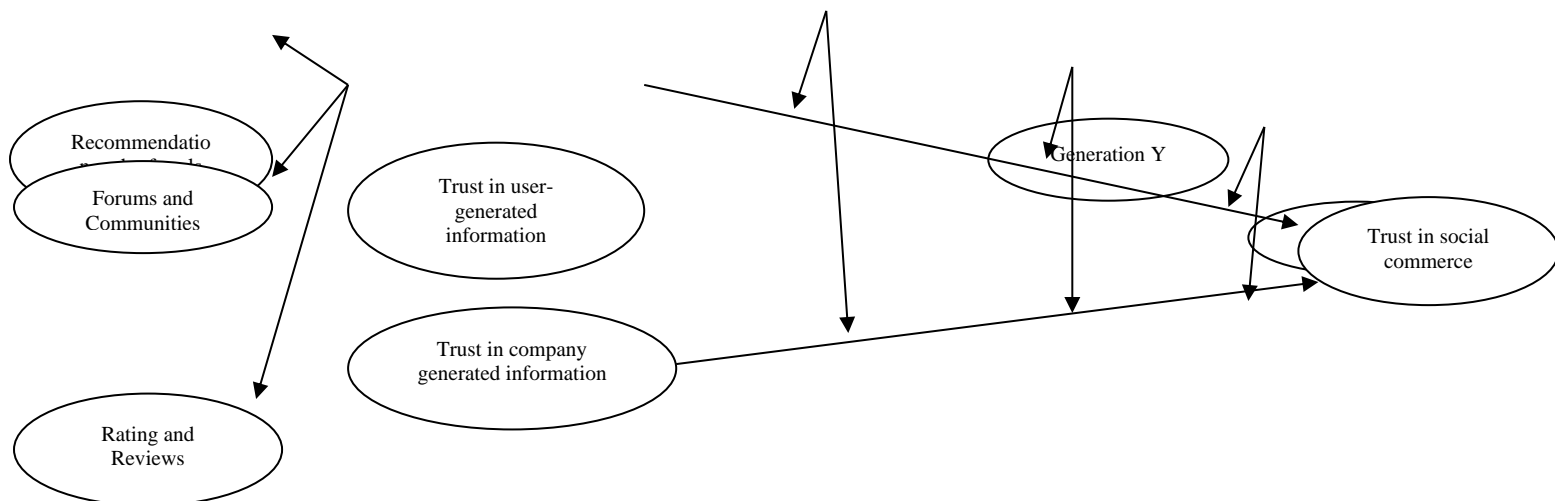 Recommendatio
Forums and
Communities
Trust in user-
generated
information
Generation Y
Trust in social
commerce
Trust in company
generated information
Rating and
Reviews